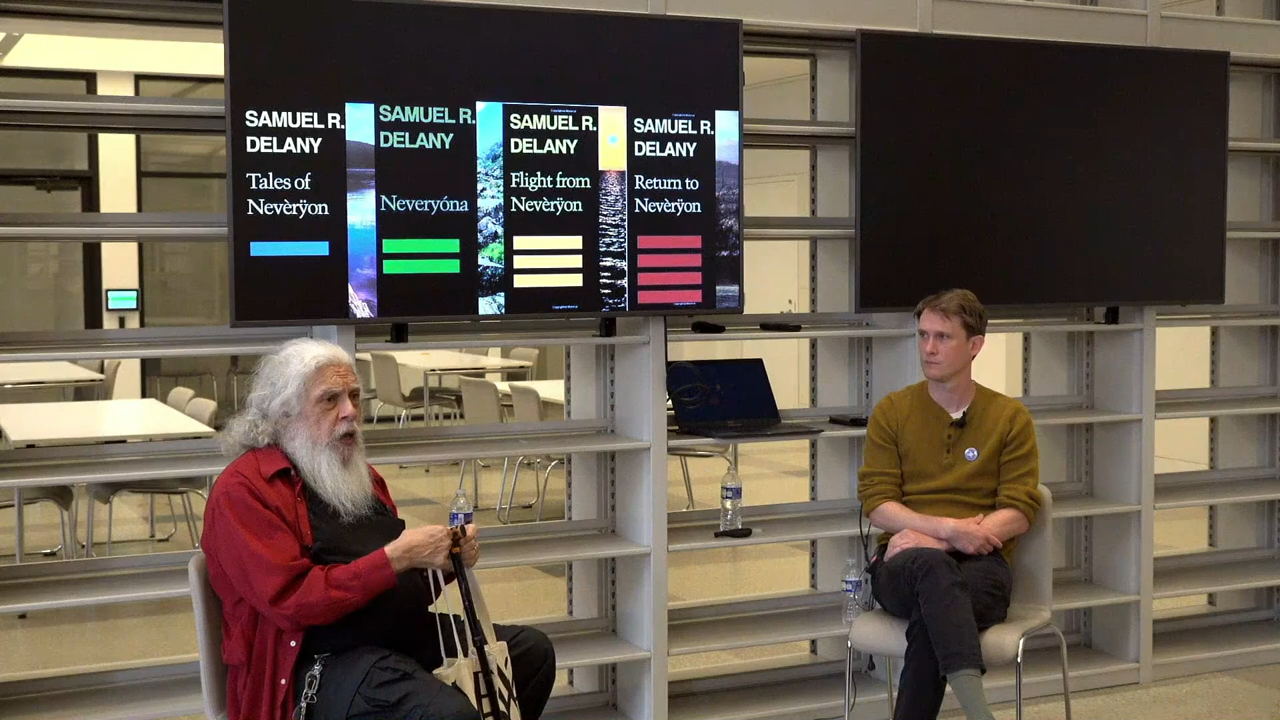 SAMUEL R.
DELANY
Tales of
Nevèrÿon
SAMUEL R.
DELANY
Neveryóna
SAMUEL R.
DELANY
Flight from
Nevèrÿon
SAMUEL R.
DELANY
Return to
Nevèrÿon